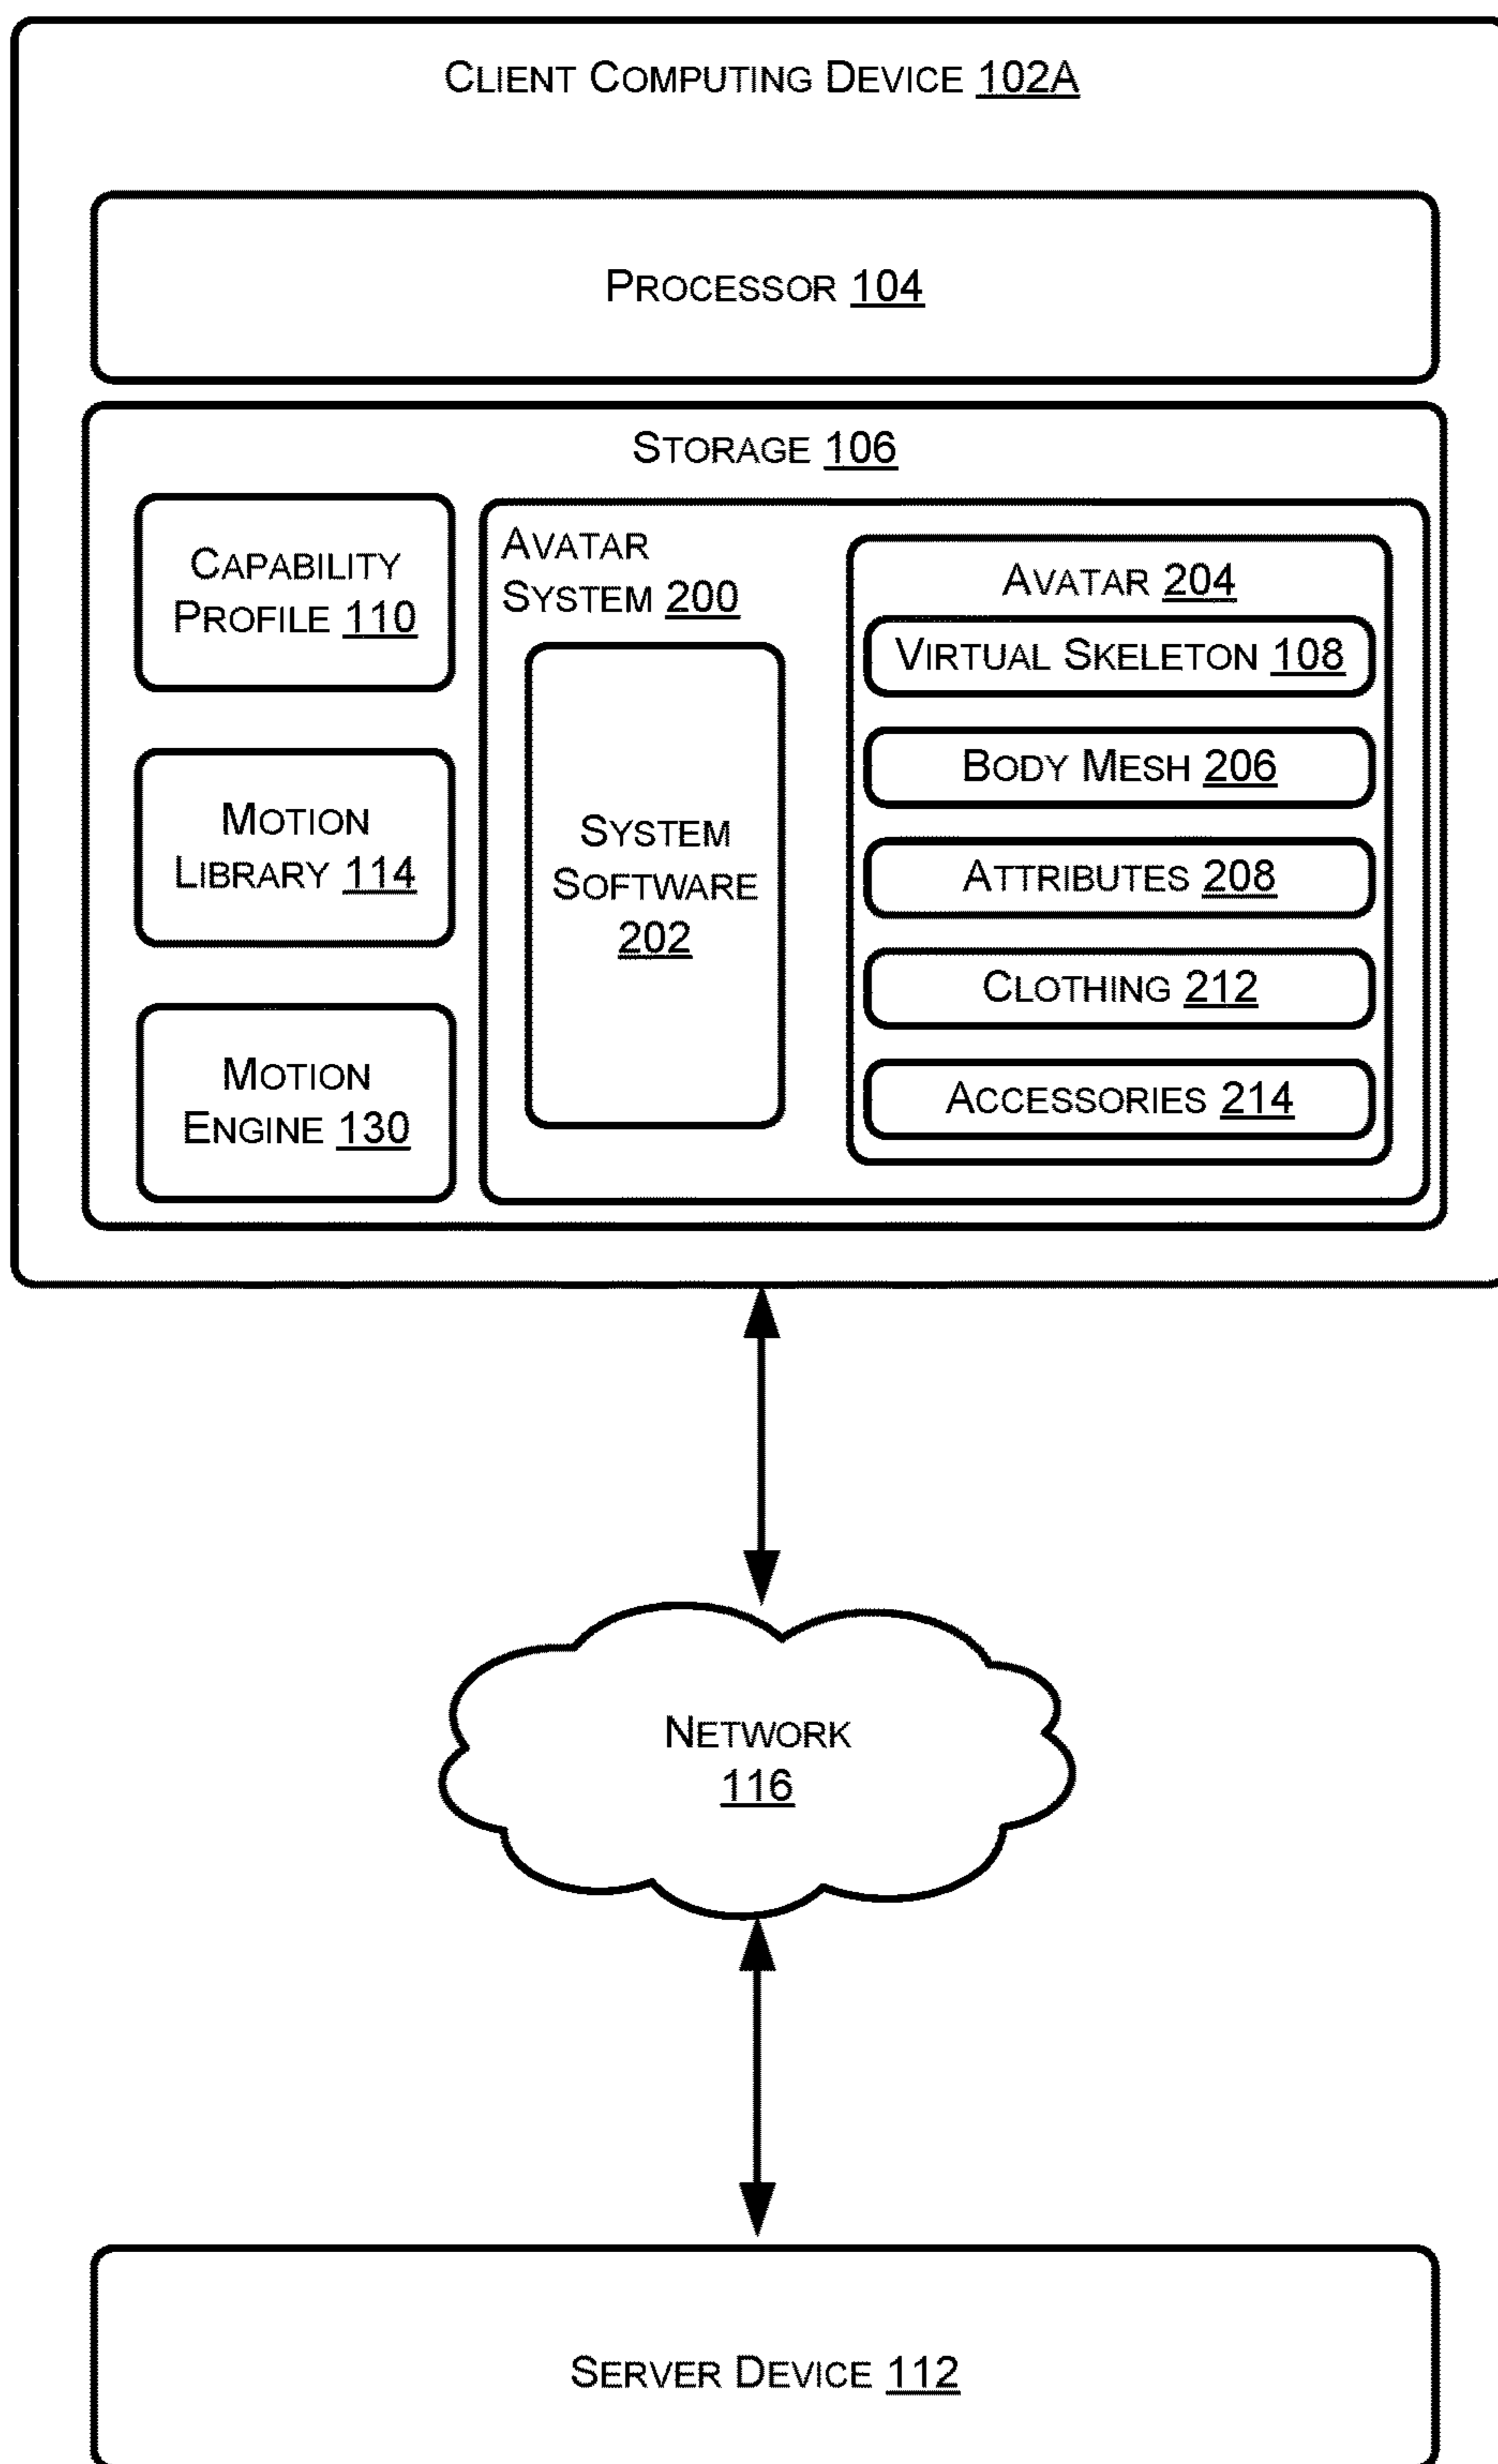 CLIENT COMPUTING DEVICE 102A
PROCESSOR 104
STORAGE 106
CAPABILITY
PROFILE 110
MOTION
LIBRARY 114
MOTION
ENGINE 130
AVATAR
SYSTEM 200
SYSTEM
SOFTWARE
202
AVATAR 204
VIRTUAL SKELETON 108
BODY MESH 206
ATTRIBUTES 208
CLOTHING 212
ACCESSORIES 214
NETWORK
116
SERVER DEVICE 112